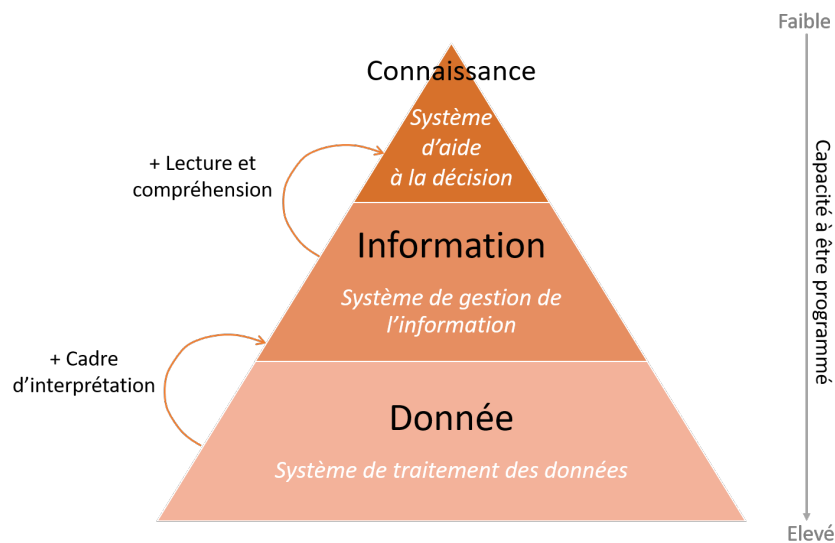 Faible
Connaissance
Système
d'aide
à la décision
+ Lecture et
compréhension
Information
Système de gestion de
l'information
+ Cadre
d'interprétation
Donnée
Système de traitement des données
Capacité à être programmé
Elevé